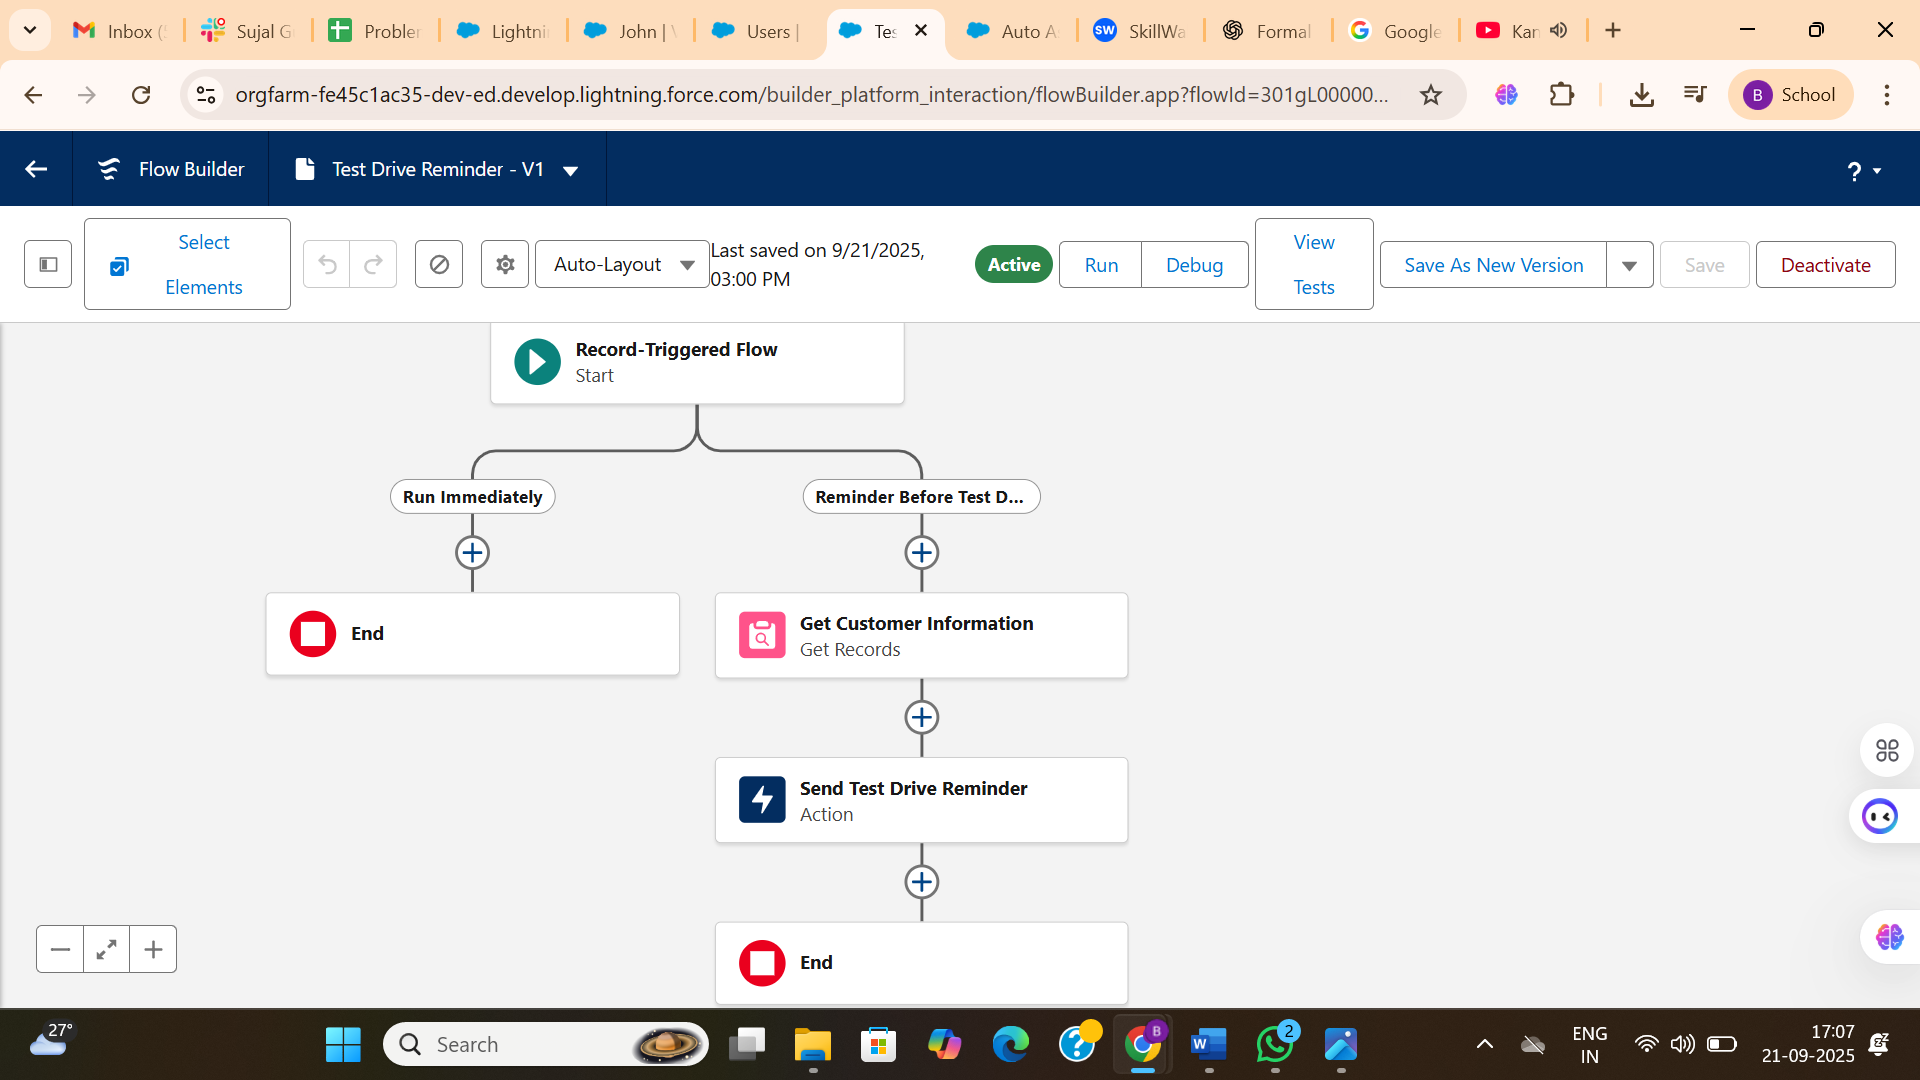 Inbox (
Sujal G
Probler
Lightni
John | \
Users |
Tes
Auto As
SW
SkillWa
Formal
Google
Kan
orgfarm-fe45c1ac35-dev-ed.develop.lightning.force.com/builder_platform_interaction/flowBuilder.app?flowId=301gL00000...
B
School
Flow Builder
Test Drive Reminder - V1
?
Select
Elements
Auto-Layout
Last saved on 9/21/2025,
03:00 PM
Active
Run
Debug
View
Tests
Save As New Version
Save
Deactivate
Record-Triggered Flow
Start
Run Immediately
Reminder Before Test D...
End
Get Customer Information
Get Records
Send Test Drive Reminder
Action
End
27°
Search
B
W
2
ENG
IN
17:07
21-09-2025